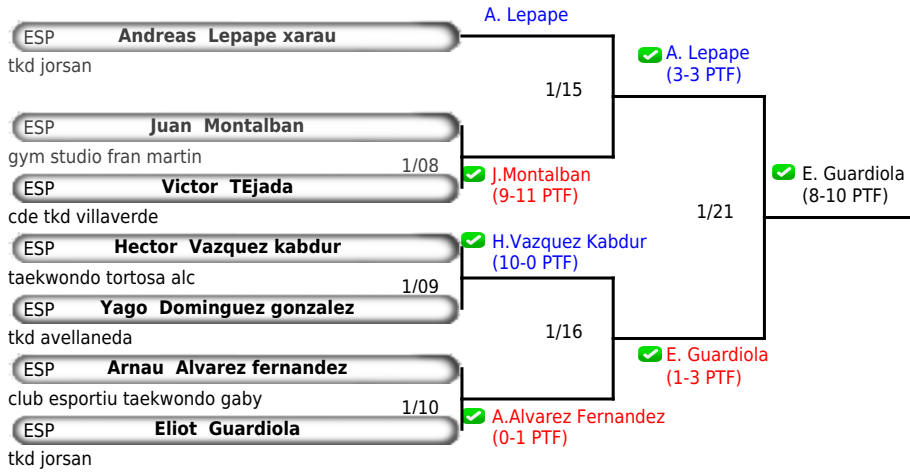 A. Lepape
ESP Andreas Lepape xarau
tkd jorsan
A. Lepape
(3-3 PTF)
1/15
ESP Juan Montalban
gym studio fran martin
1/08
J.Montalban
(9-11 PTF)
ESP Victor TEjada
cde tkd villaverde
E. Guardiola
(8-10 PTF)
1/21
ESP Hector Vazquez kabdur
H.Vazquez Kabdur
(10-0 PTF)
taekwondo tortosa alc
1/09
ESP Yago Dominguez gonzalez
tkd avellaneda
1/16
E. Guardiola
(1-3 PTF)
ESP Arnau Alvarez fernandez
club esportiu taekwondo gaby
1/10
A.Alvarez Fernandez
(0-1 PTF)
ESP Eliot Guardiola
tkd jorsan